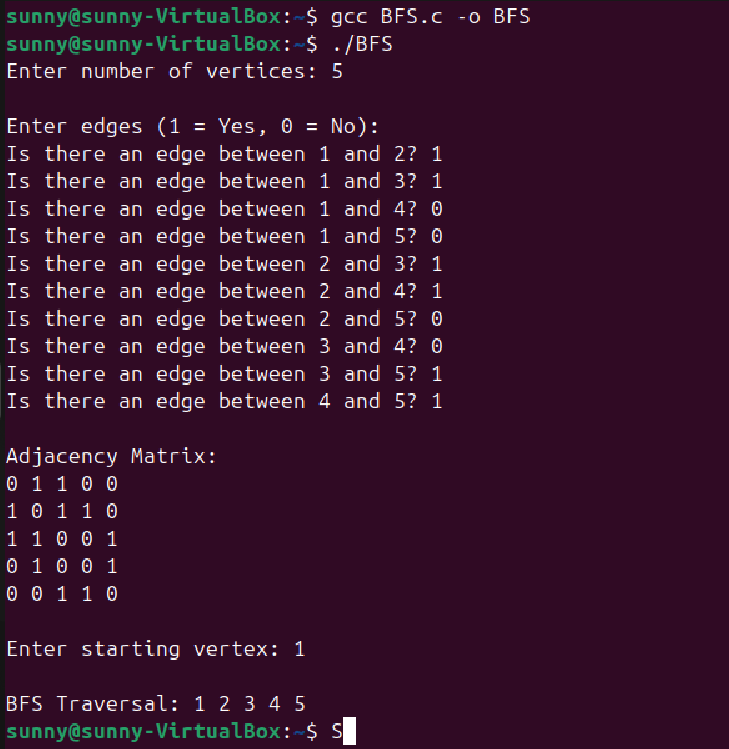 sunny@sunny-VirtualBox:~$ gcc BFS.c -o BFS
sunny@sunny-VirtualBox:~$ ./BFS
Enter number of vertices: 5
Enter edges (1 = Yes, 0 = No):
Is there an edge between 1 and 2? 1
Is there an edge between 1 and 3? 1
Is there an edge between 1 and 4? 0
Is there an edge between 1 and 5? 0
Is there an edge between 2 and 3? 1
Is there an edge between 2 and 4? 1
Is there an edge between 2 and 5? 0
Is there an edge between 3 and 4? 0
Is there an edge between 3 and 5? 1
Is there an edge between 4 and 5? 1
Adjacency Matrix:
0 1 1 0 0
1 0 1 1 0
1 1 0 0 1
0 1 0 0 1
0 0 1 1 0
Enter starting vertex: 1
BFS Traversal: 1 2 3 4 5
sunny@sunny-VirtualBox:~$ S